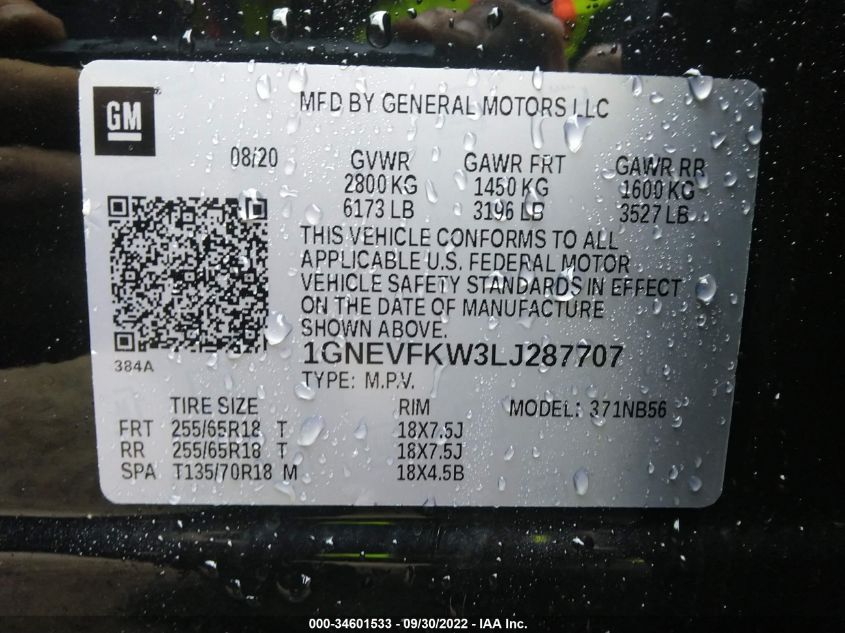 GM
MFD BY GENERAL MOTORS LLC
08/20 GVWR GAWR FRT GAWR RR
2800 KG 1450 KG 1600 KG
6173 LB 3196 LB 3527 LB
THIS VEHICLE CONFORMS TO ALL
APPLICABLE U.S. FEDERAL MOTOR
VEHICLE SAFETY STANDARDS IN EFFECT
ON THE DATE OF MANUFACTURE
SHOWN ABOVE.
1GNEVFKW3LJ287707
384A
TYPE: M.P.V.
TIRE SIZE RIM MODEL: 371NB56
FRT 255/65R18 T 18X7.5J
RR 255/65R18 T 18X7.5J
SPA T135/70R18 M 18X4.5B
000-34601533 - 09/30/2022 - IAA Inc.